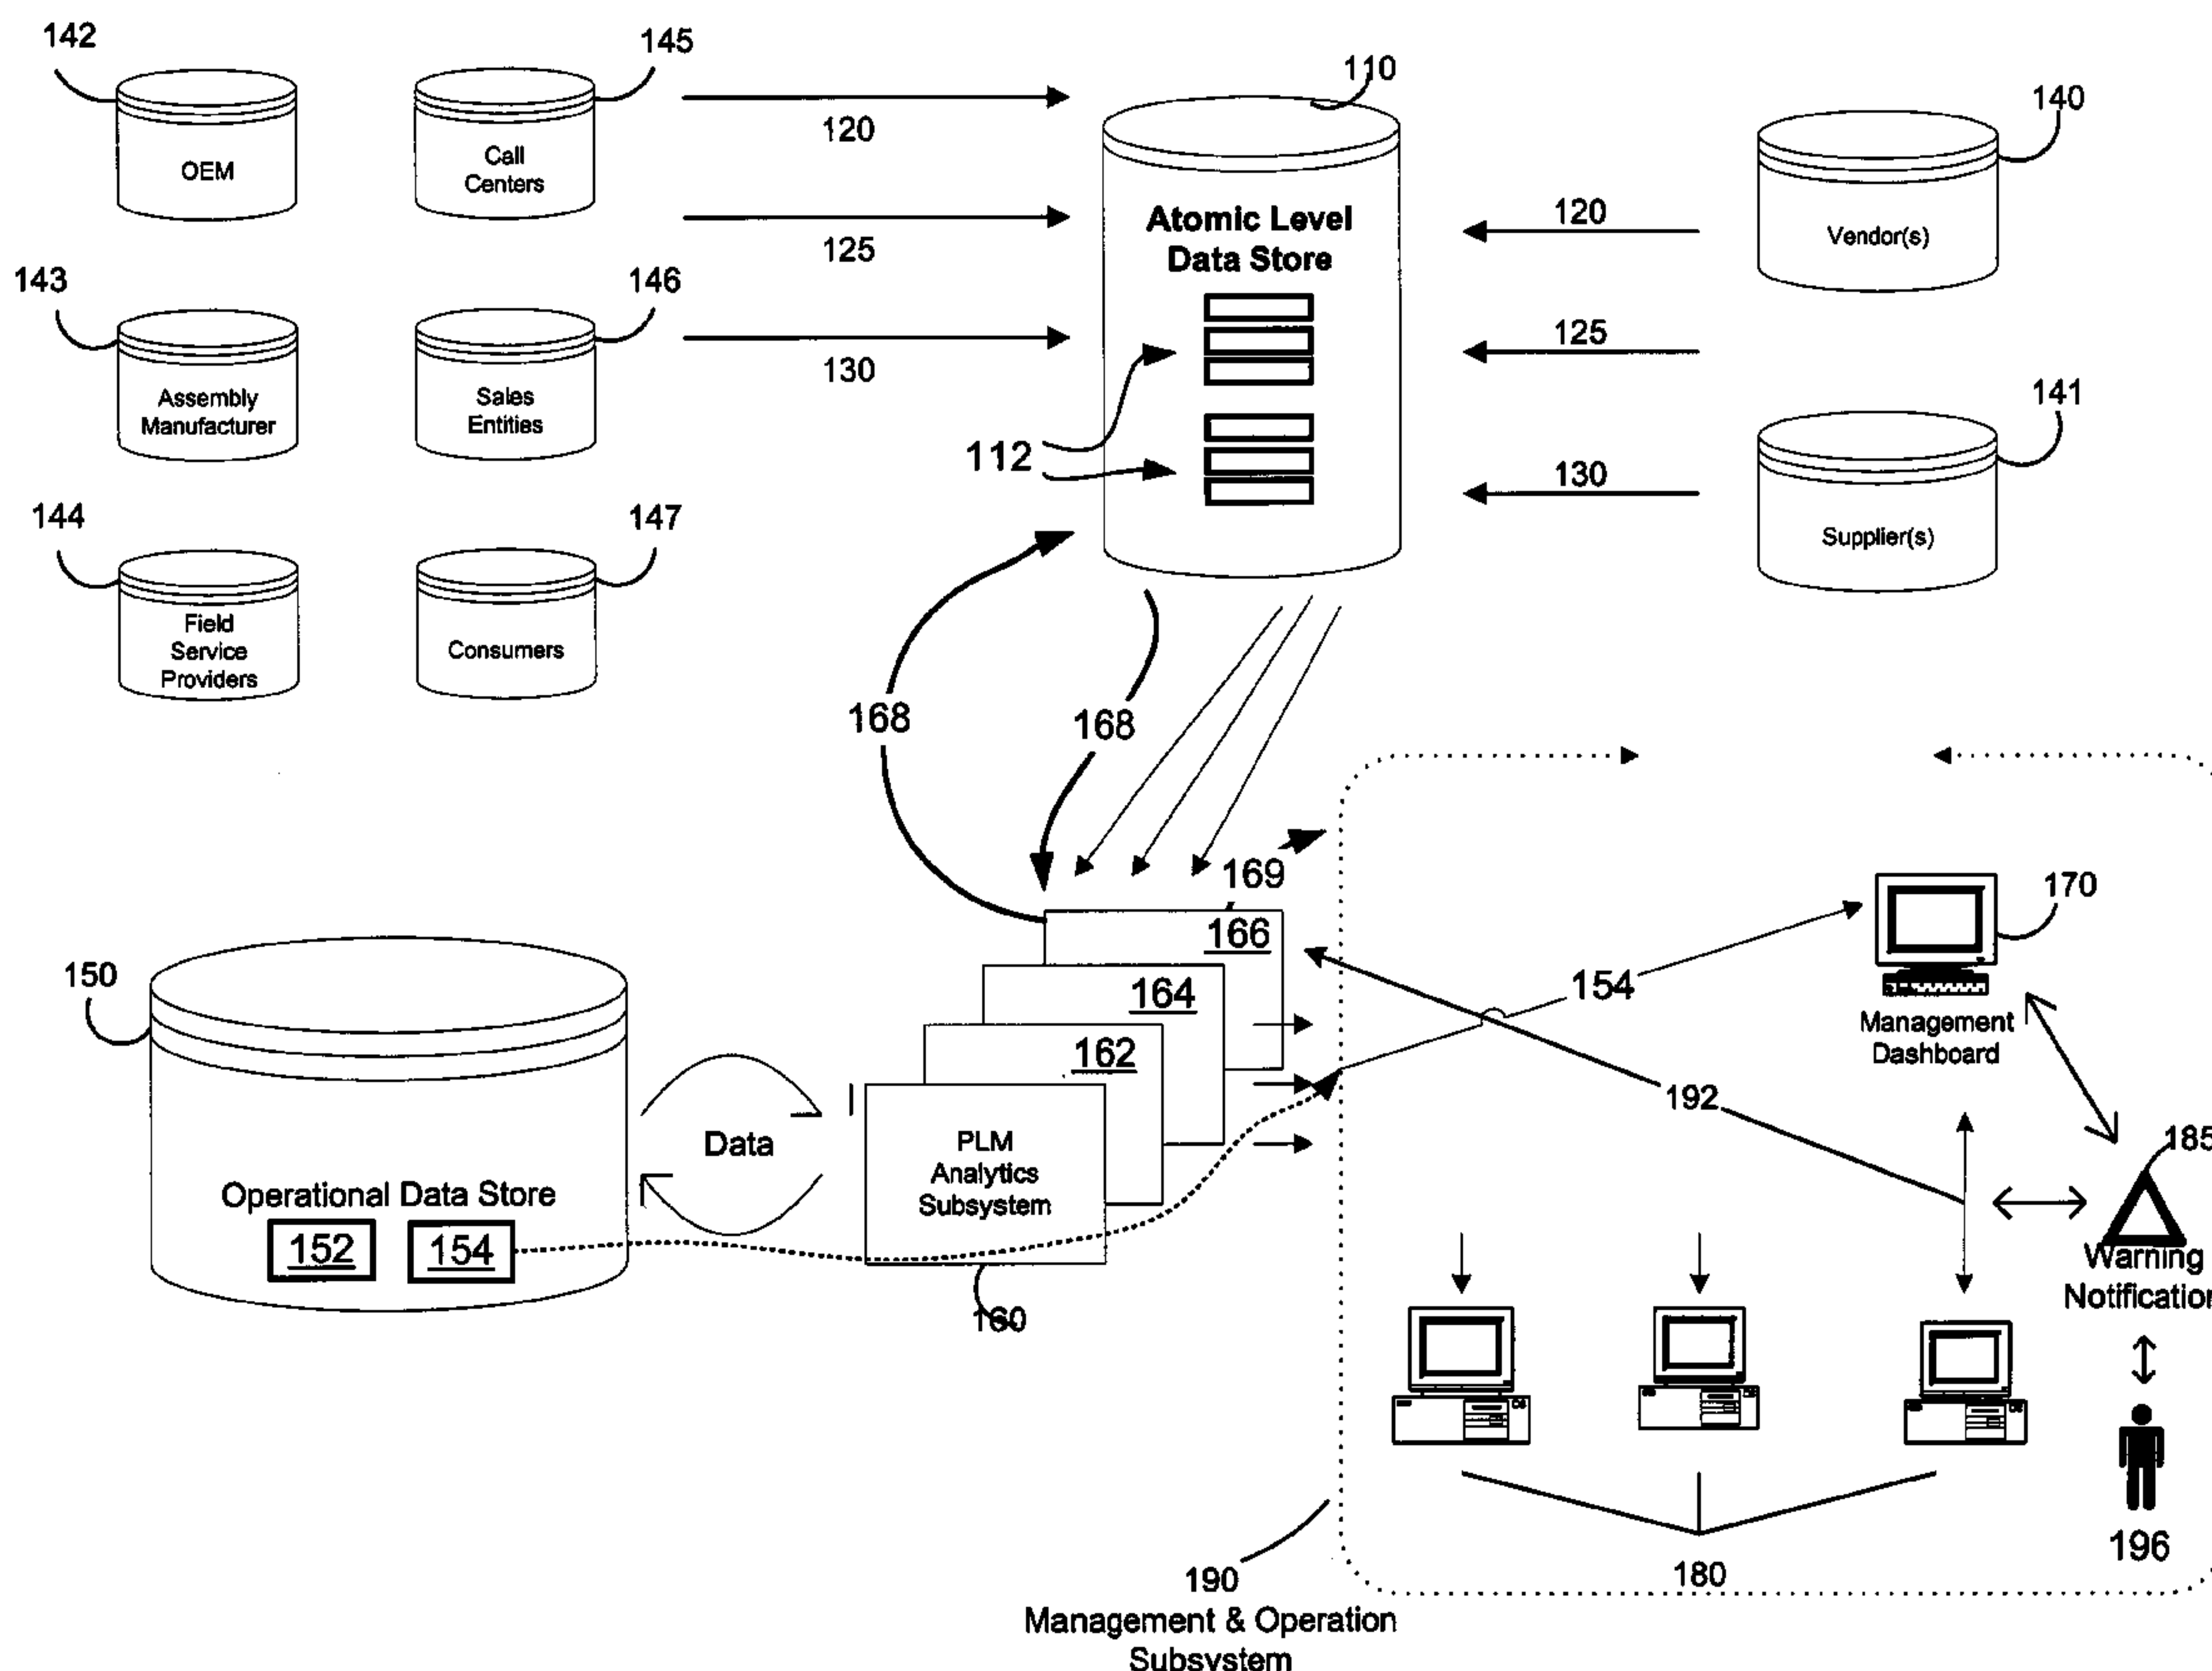 142
145
110
140
OEM
Call
Centers
120
Atomic Level
Data Store
120
Vendor(s)
125
125
143
146
130
Assembly
Manufacturer
Sales
Entities
112
130
141
Supplier(s)
144
147
Field
Service
Providers
Consumers
168
168
169
170
150
166
164
154
Management
Dashboard
162
192
Data
PLM
Analytics
Subsystem
185
Operational Data Store
152
154
Warning
Notification
160
196
190
180
Management & Operation
Subsystem